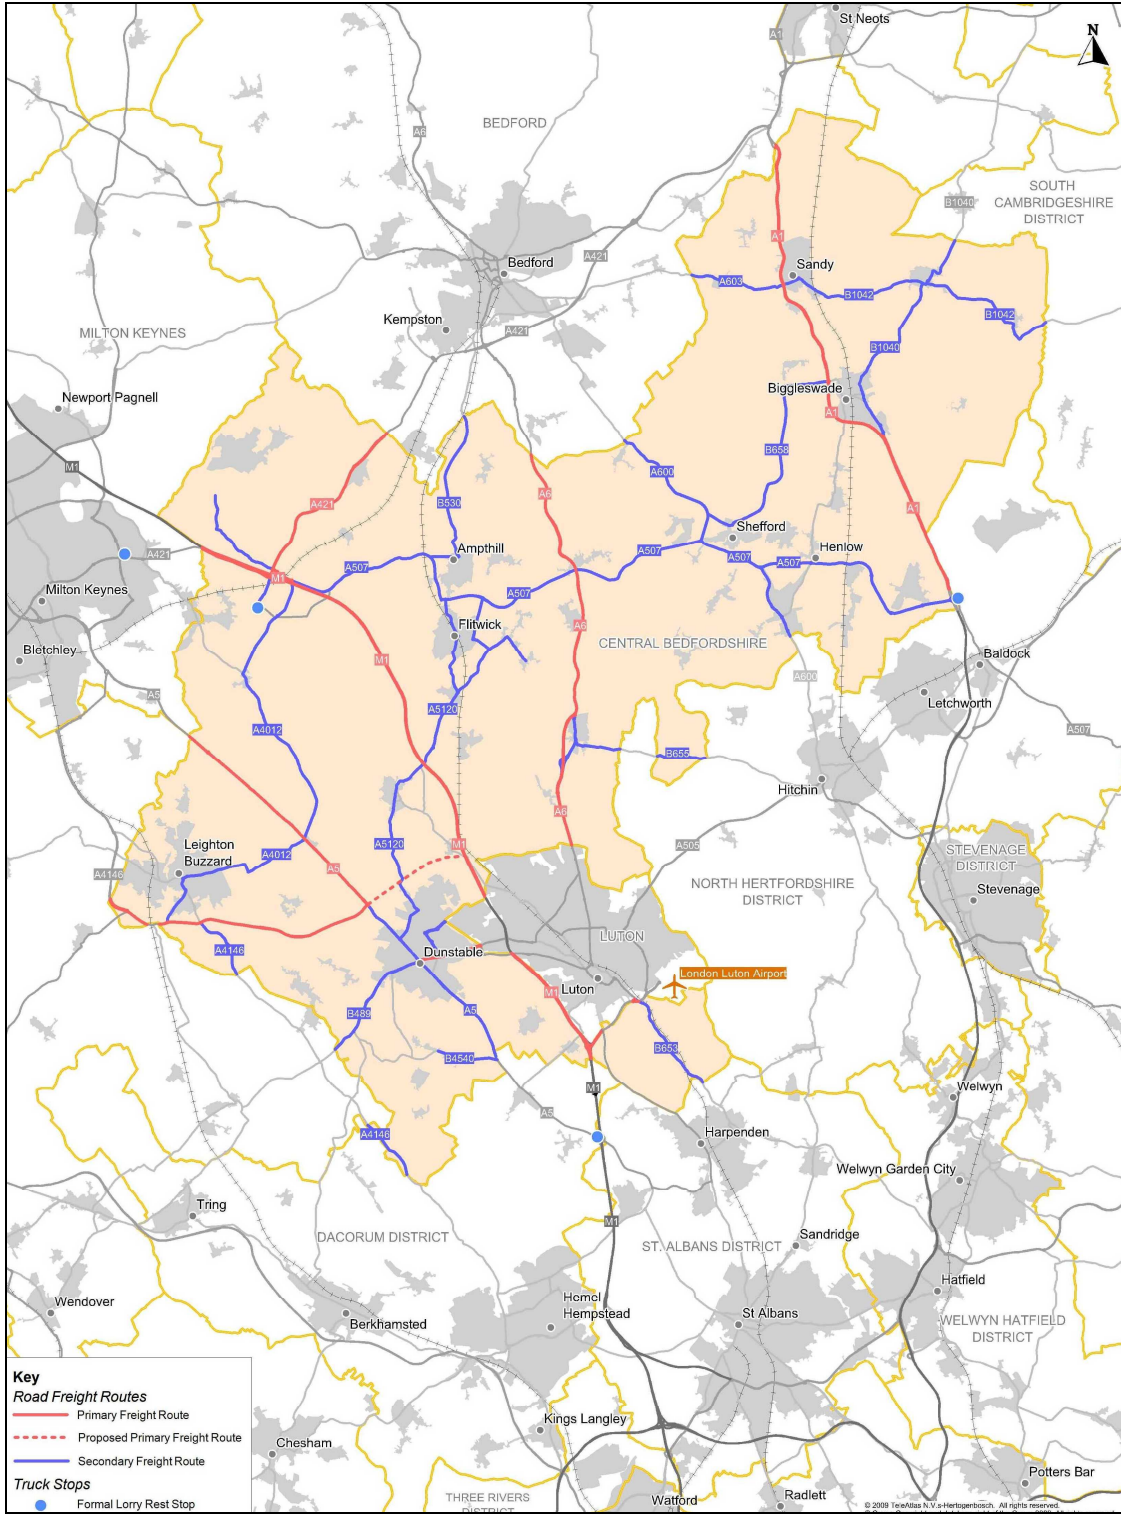 St Neots
A1
N
BEDFORD
A6
SOUTH
CAMBRIDGESHIRE
DISTRICT
B1040
A1
A421
Bedford
Sandy
A603
B1042
B1042
Kempston
A421
MILTON KEYNES
B1040
Newport Pagnell
Biggleswade
A1
M1
B658
A600
A421
B530
A6
A1
Shefford
A421
Ampthill
A507
A507
Henlow
A507
A507
M1
Milton Keynes
A507
Flitwick
A6
CENTRAL BEDFORDSHIRE
Bletchley
M1
Baldock
A600
A5
Letchworth
A5120
A4012
A507
B655
Hitchin
A6
Leighton
Buzzard
A5120
M1
A505
STEVENAGE
DISTRICT
A4012
A5
A4146
NORTH HERTFORDSHIRE
DISTRICT
Stevenage
LUTON
A4146
Dunstable
London Luton Airport
Luton
M1
B489
A5
B653
B4540
M1
Welwyn
A5
A4146
Harpenden
Welwyn Garden City
Tring
M1
DACORUM DISTRICT
ST. ALBANS DISTRICT
Sandridge
Hatfield
Wendover
Hemel
Hempstead
Berkhamsted
St Albans
WELWYN HATFIELD
DISTRICT
Key
Road Freight Routes
Primary Freight Route
Proposed Primary Freight Route
Secondary Freight Route
Truck Stops
Formal Lorry Rest Stop
Kings Langley
Chesham
Potters Bar
THREE RIVERS
DISTRICT
Watford
Radlett
© 2009 TeleAtlas N.V.s-Hertogenbosch. All rights reserved.